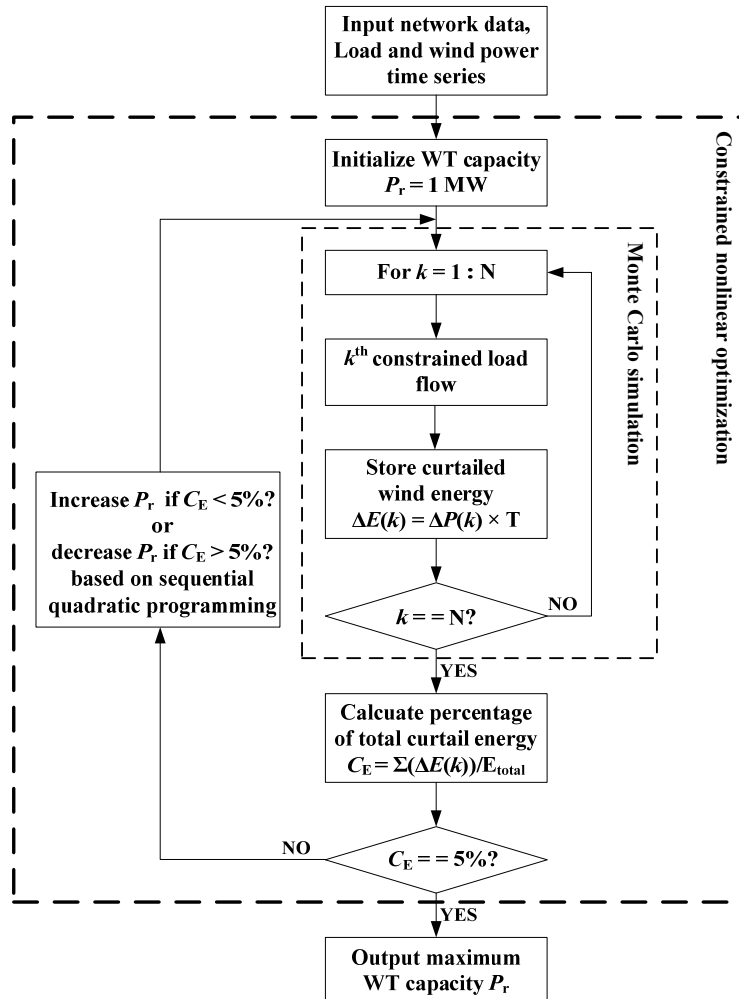 Input network data,
Load and wind power
time series
Initialize WT capacity
Pr = 1 MW
For k = 1 : N
kth constrained load
flow
Store curtailed
wind energy
ΔE(k) = ΔP(k) × T
k = = N?
NO
YES
Monte Carlo simulation
Constrained nonlinear optimization
Increase Pr if CE < 5%?
or
decrease Pr if CE > 5%?
based on sequential
quadratic programming
Calcuate percentage
of total curtail energy
CE = Σ(ΔE(k))/Etotal
NO
CE = = 5%?
YES
Output maximum
WT capacity Pr